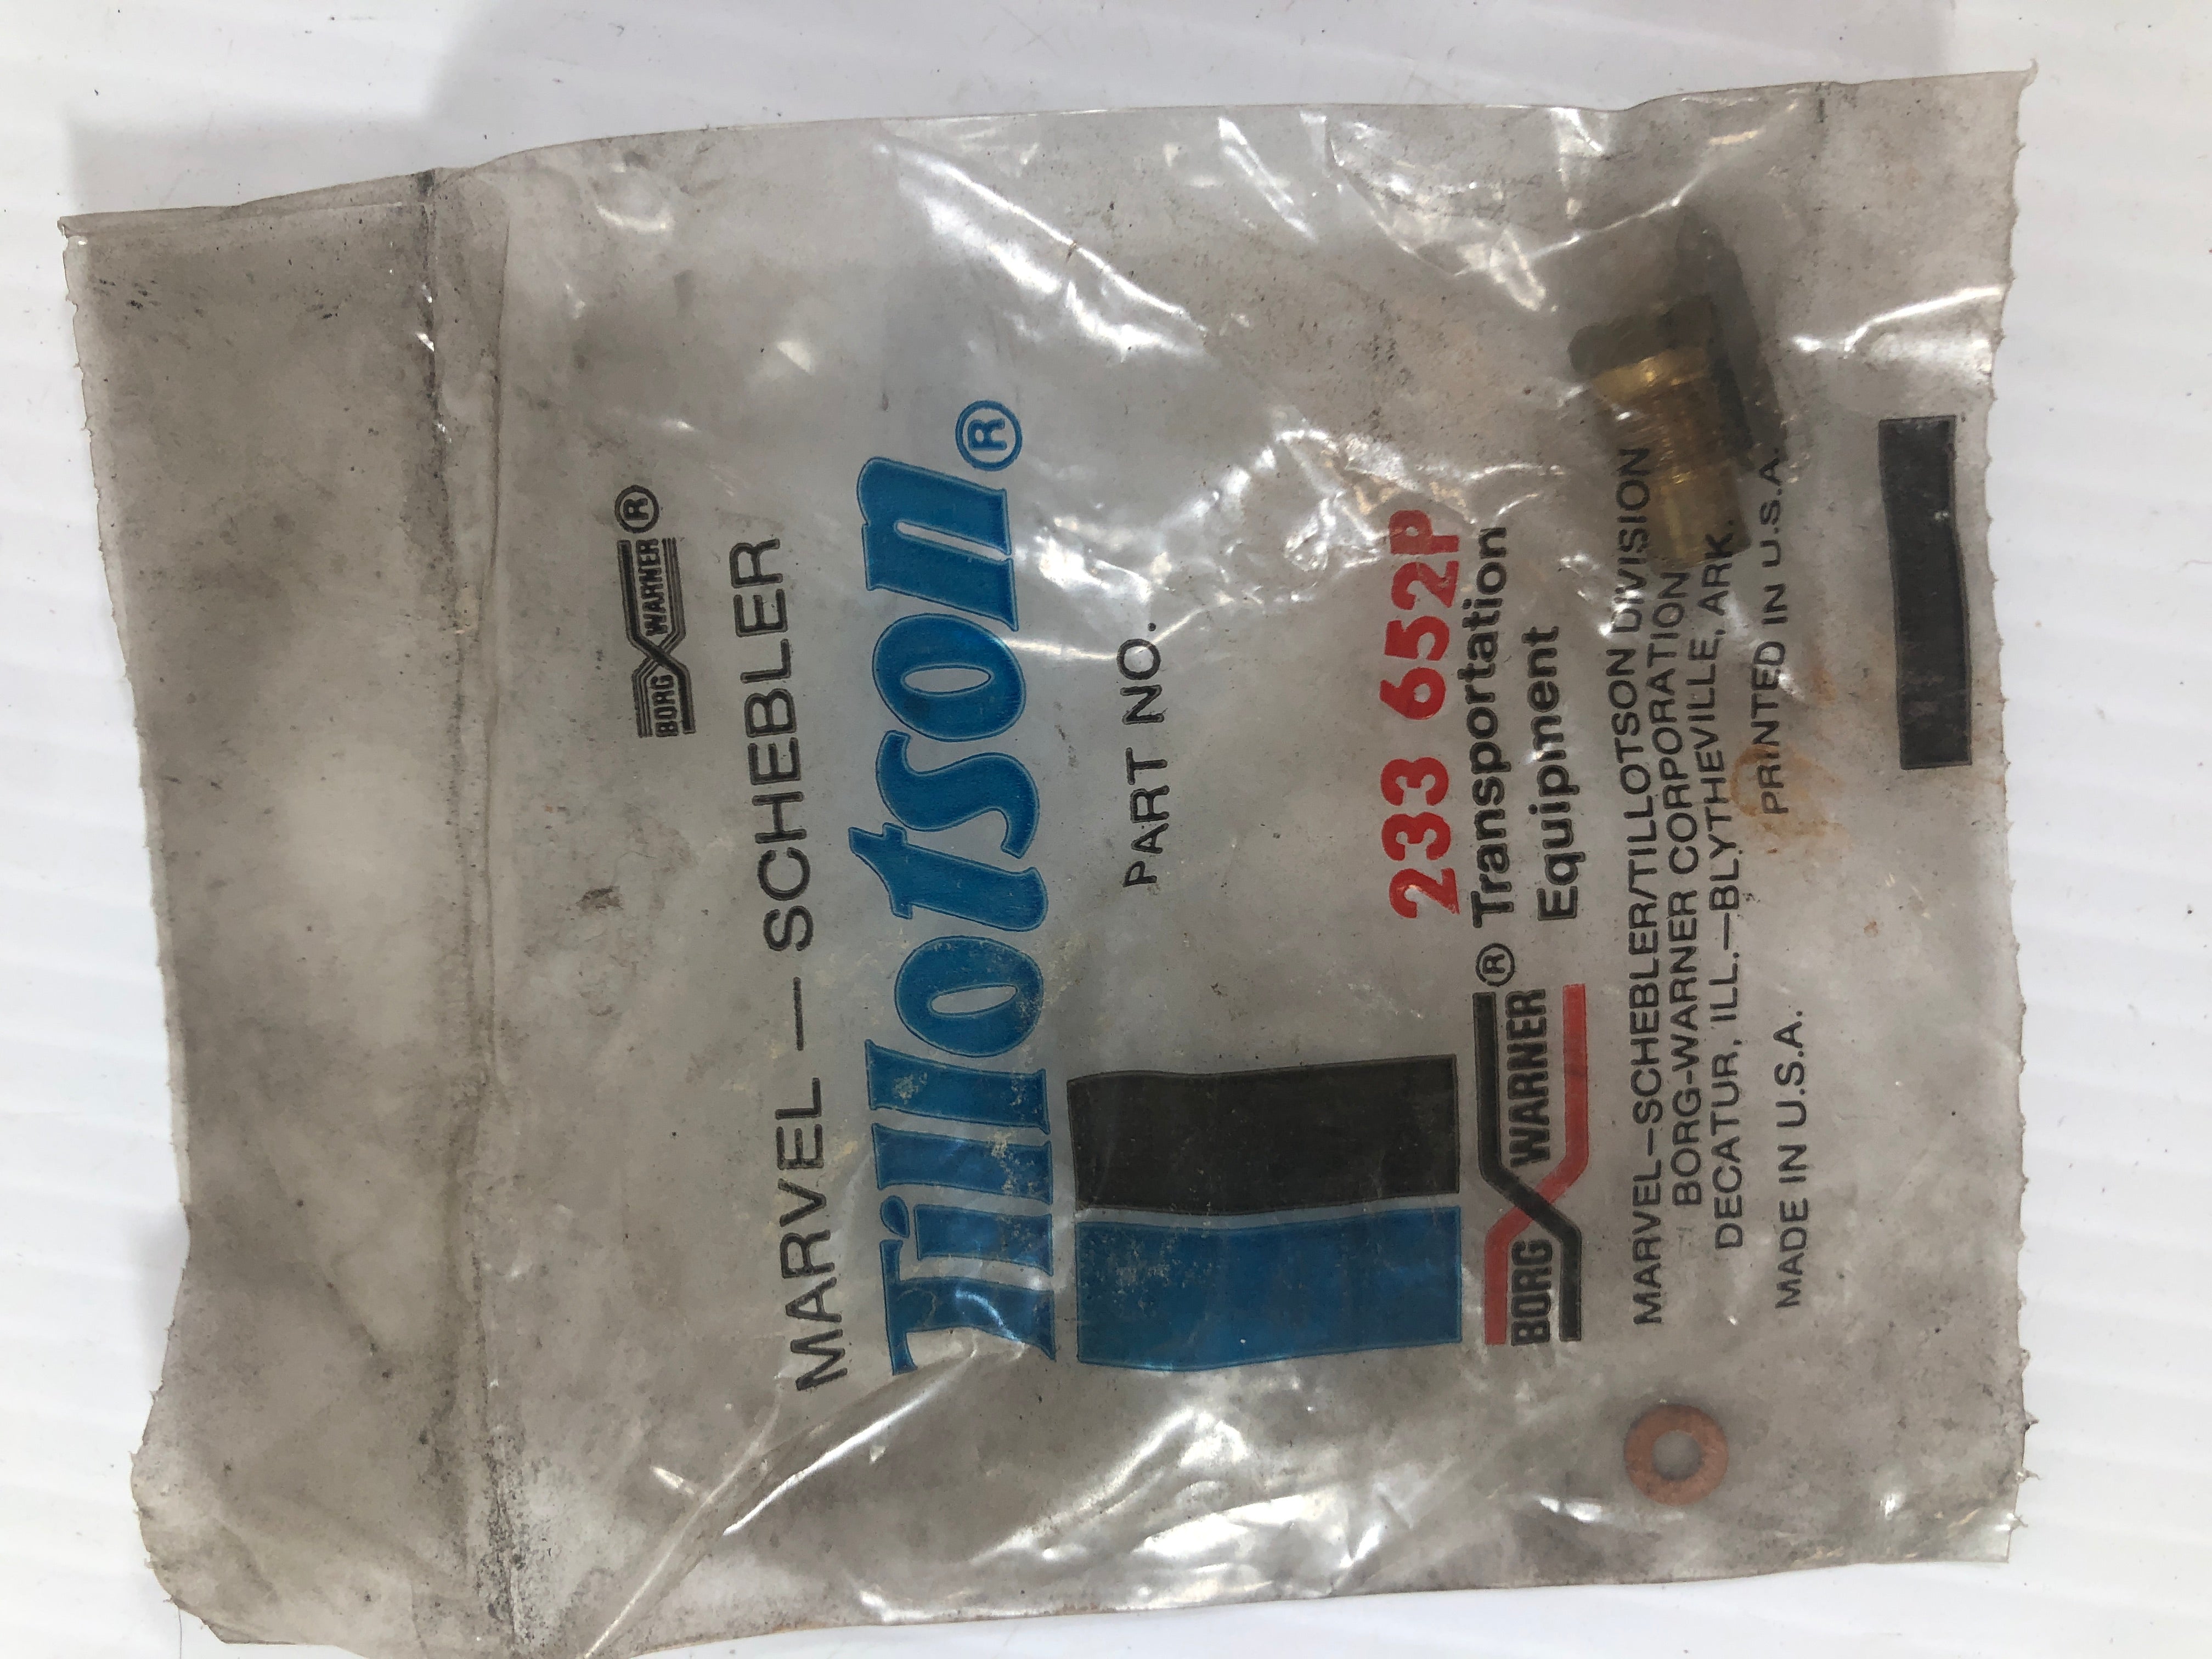 BORG WARNER®
MARVEL — SCHEBLER
Tillotson®
PART NO.
233 652P
BORG WARNER® Transportation
Equipment
MARVEL–SCHEBLER/TILLOTSON DIVISION
BORG-WARNER CORPORATION
DECATUR, ILL.—BLYTHEVILLE, ARK.
MADE IN U.S.A. PRINTED IN U.S.A.